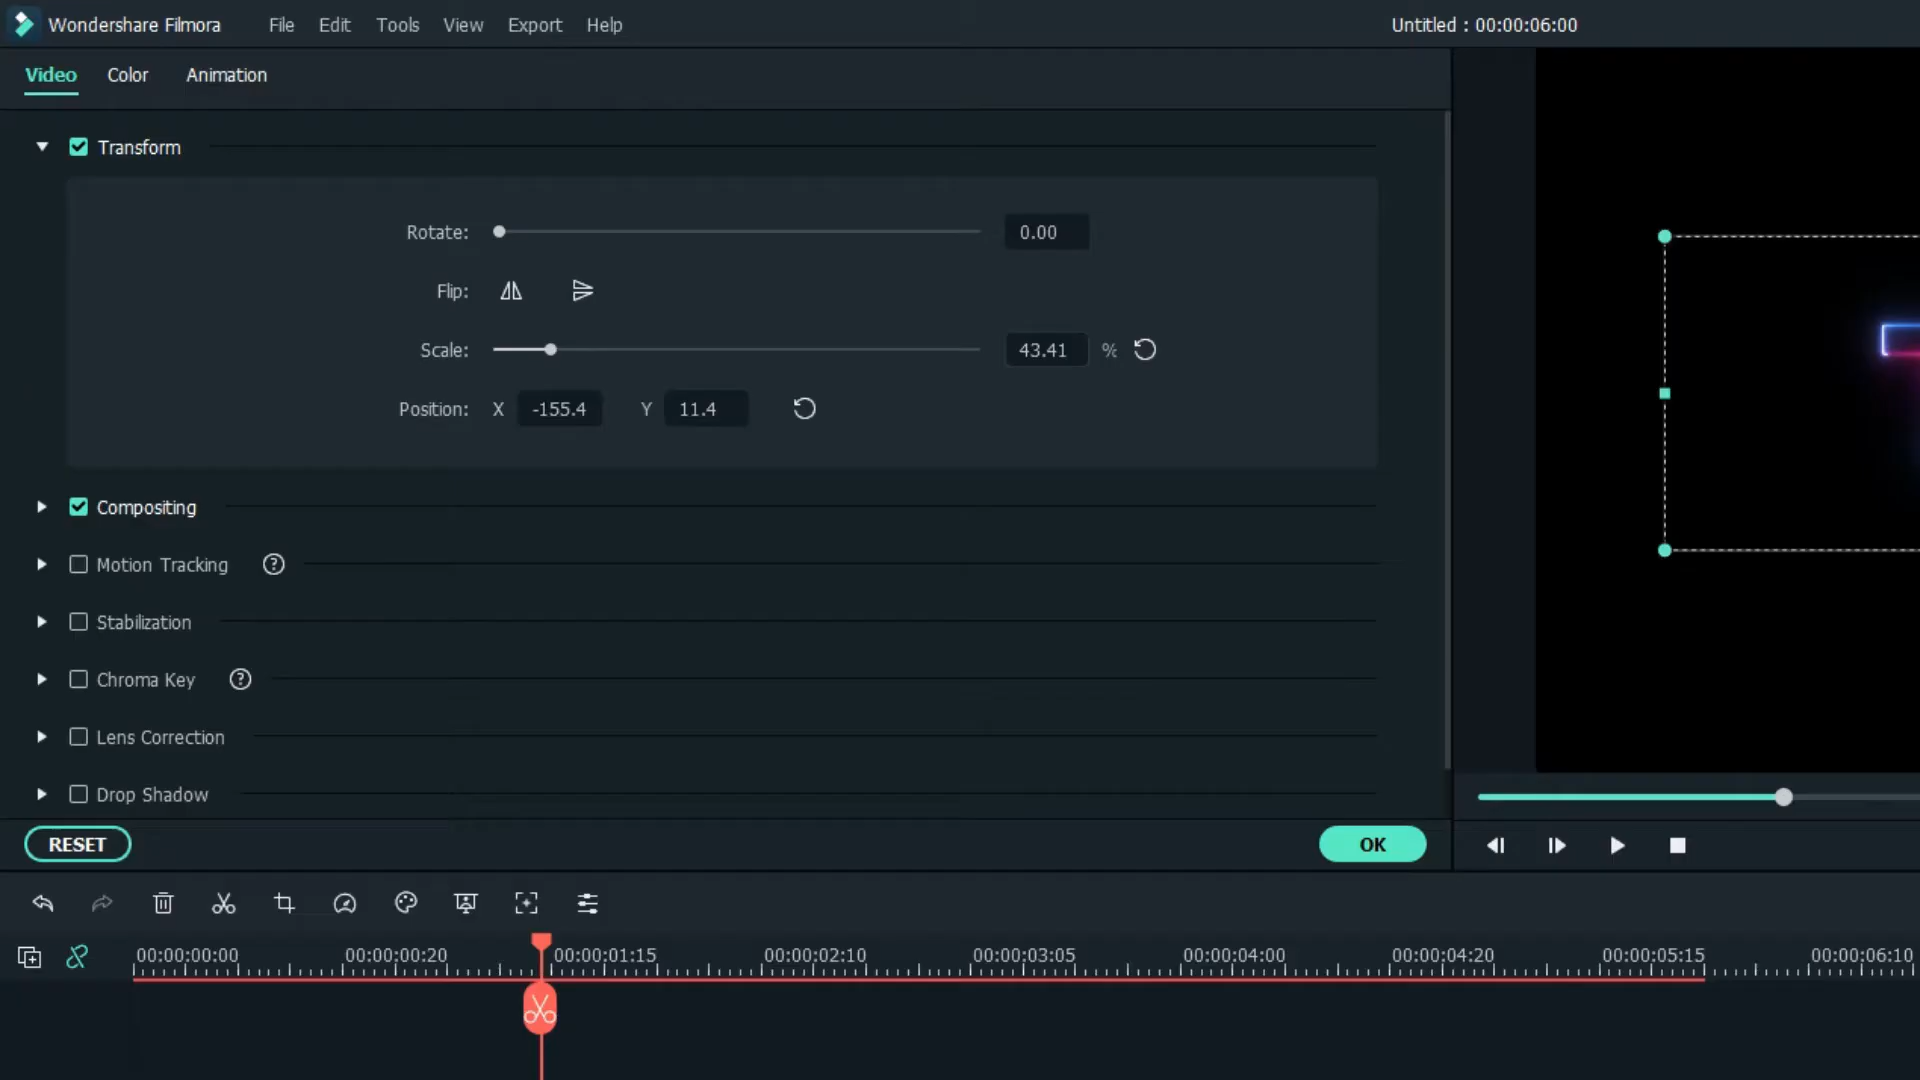 Wondershare Filmora File Edit Tools View Export Help Untitled : 00:00:06:00
Video Color Animation
Transform
Rotate: 0.00
Flip:
Scale: 43.41 %
Position: X -155.4 Y 11.4
Compositing
Motion Tracking ?
Stabilization
Chroma Key ?
Lens Correction
Drop Shadow
RESET OK
00:00:00:00 00:00:00:20 00:00:01:15 00:00:02:10 00:00:03:05 00:00:04:00 00:00:04:20 00:00:05:15 00:00:06:10